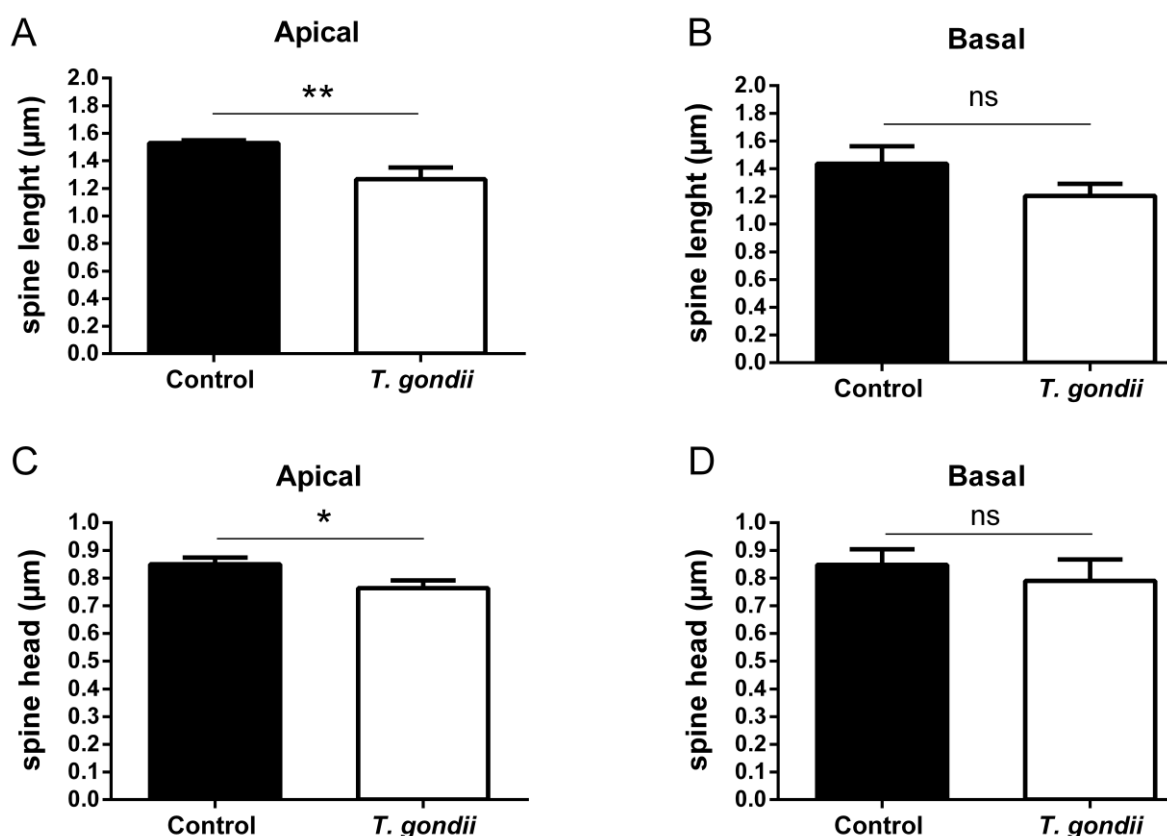 A
Apical
spine lenght (µm)
2.0
1.8
1.6
1.4
1.2
1.0
0.8
0.6
0.4
0.2
0.0
**
Control
T. gondii
B
Basal
spine lenght (µm)
2.0
1.8
1.6
1.4
1.2
1.0
0.8
0.6
0.4
0.2
0.0
ns
Control
T. gondii
C
Apical
spine head (µm)
1.0
0.9
0.8
0.7
0.6
0.5
0.4
0.3
0.2
0.1
0.0
*
Control
T. gondii
D
Basal
spine head (µm)
1.0
0.9
0.8
0.7
0.6
0.5
0.4
0.3
0.2
0.1
0.0
ns
Control
T. gondii